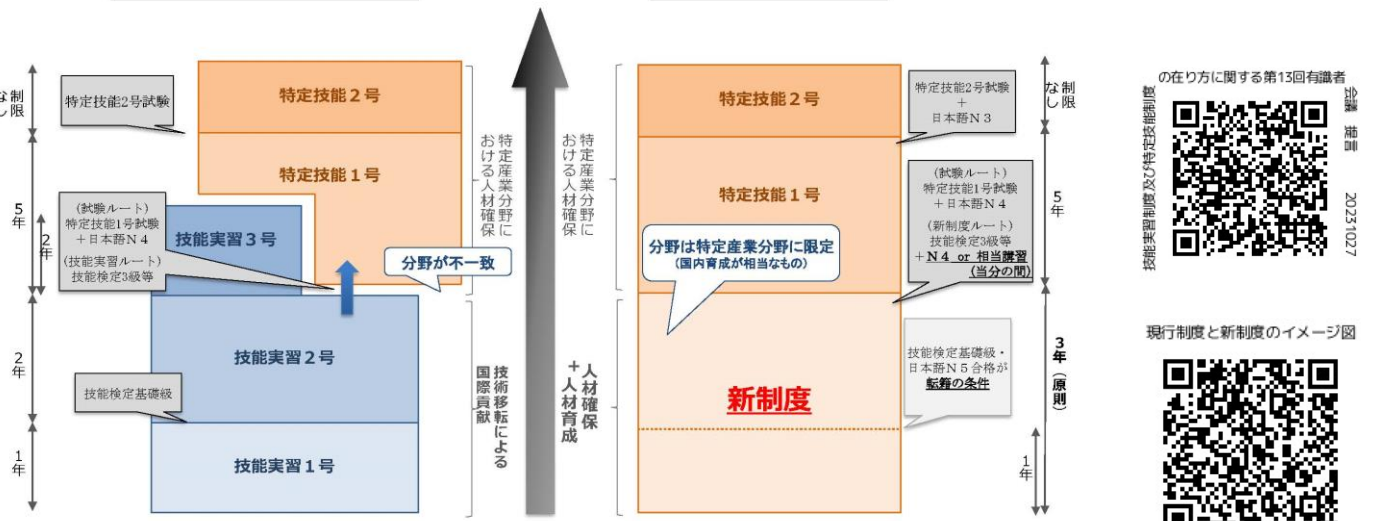 制限なし
5年
2年
2年
1年
特定技能2号試験
(試験ルート)
特定技能1号試験
+日本語N4
(技能実習ルート)
技能検定3級等
技能検定基礎級
特定技能2号
特定技能1号
技能実習3号
分野が不一致
技能実習2号
技能実習1号
特定産業分野に
おける人材確保
技術移転による
国際貢献
特定産業分野に
おける人材確保
人材確保
+人材育成
特定技能2号
特定技能1号
分野は特定産業分野に限定
(国内育成が相当なもの)
新制度
特定技能2号試験
+
日本語N3
(試験ルート)
特定技能1号試験
+日本語N4
(新制度ルート)
技能検定3級等
+N4 or 相当講習
(当分の間)
技能検定基礎級・
日本語N5合格が
転籍の条件
制限なし
5年
3年(原則)
1年
技能実習制度及び特定技能制度
の在り方に関する第13回有識者
会議 提言 20231027
現行制度と新制度のイメージ図